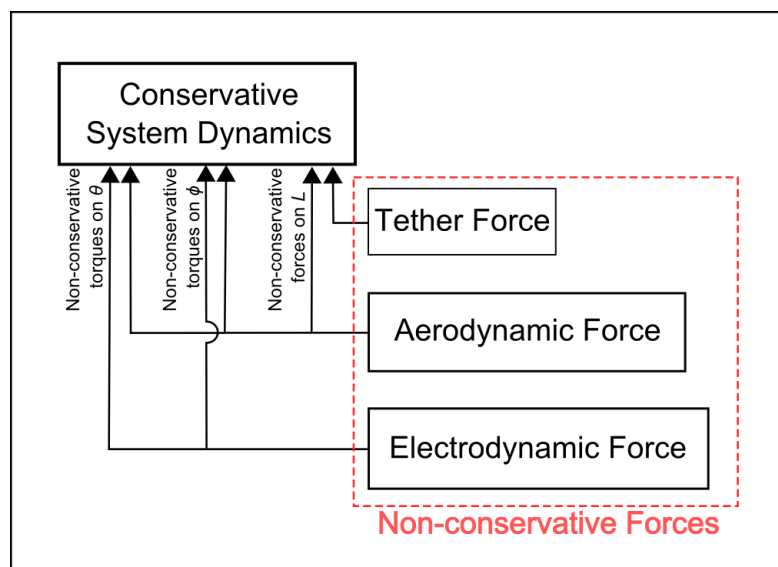 Conservative
System Dynamics
Non-conservative
torques on θ
Non-conservative
torques on ϕ
Non-conservative
forces on L
Tether Force
Aerodynamic Force
Electrodynamic Force
Non-conservative Forces